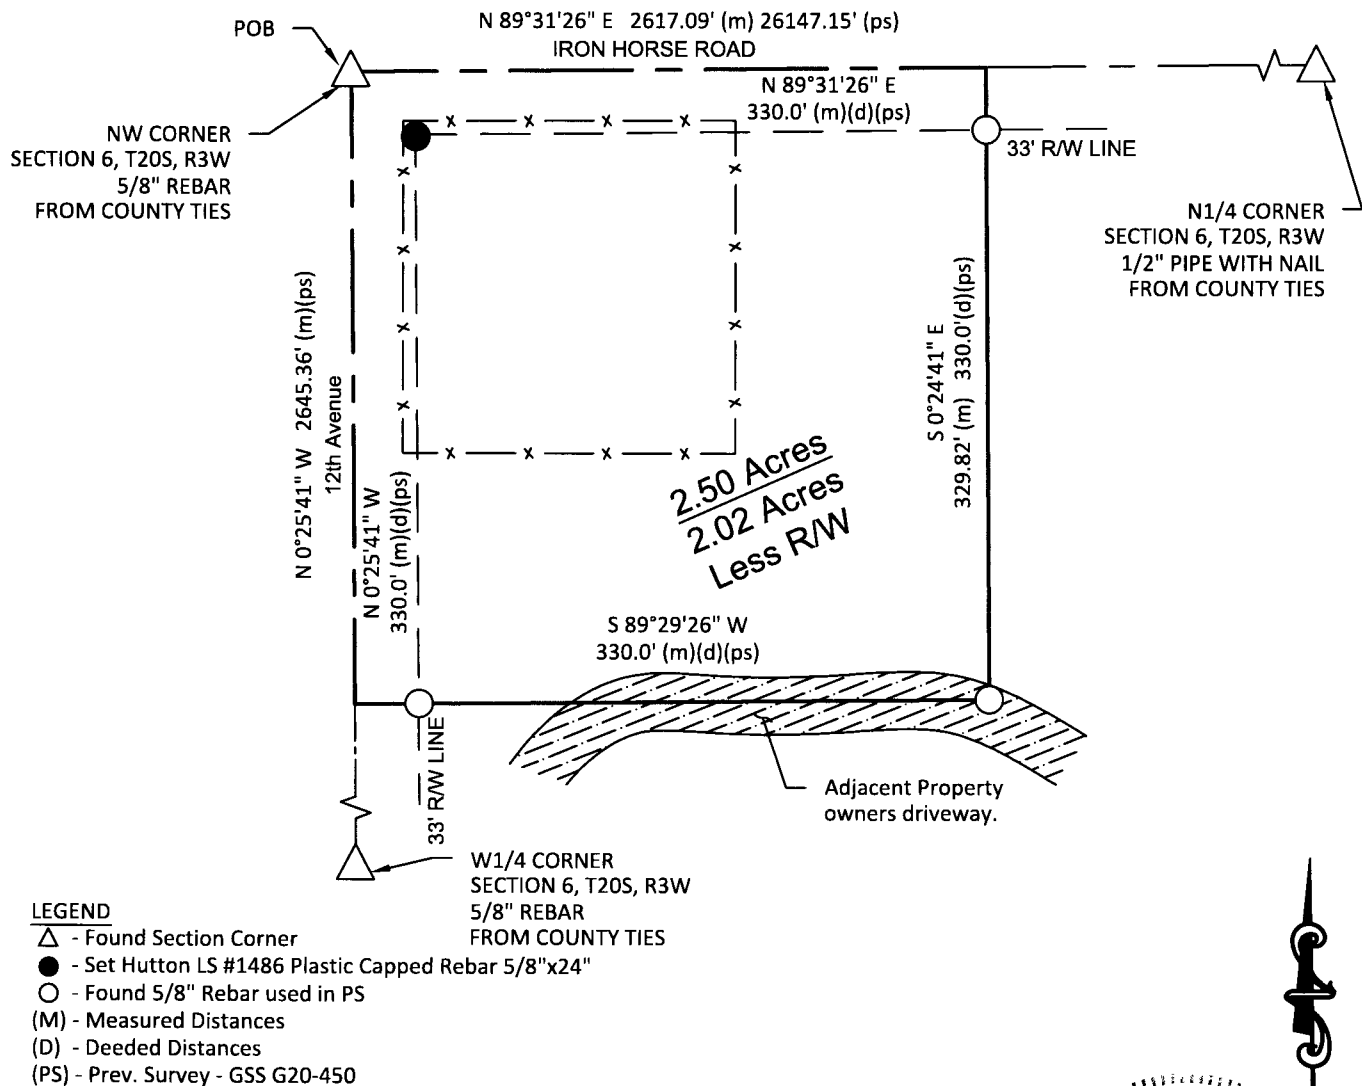 POB
N 89°31'26" E 2617.09' (m) 26147.15' (ps)
IRON HORSE ROAD
N 89°31'26" E
330.0' (m)(d)(ps)
33' R/W LINE
NW CORNER
SECTION 6, T20S, R3W
5/8" REBAR
FROM COUNTY TIES
N1/4 CORNER
SECTION 6, T20S, R3W
1/2" PIPE WITH NAIL
FROM COUNTY TIES
N 0°25'41" W 2645.36' (m)(ps)
12th Avenue
N 0°25'41" W
330.0' (m)(d)(ps)
S 0°24'41" E
329.82' (m) 330.0'(d)(ps)
2.50 Acres
2.02 Acres
Less R/W
S 89°29'26" W
330.0' (m)(d)(ps)
33' R/W LINE
Adjacent Property
owners driveway.
W1/4 CORNER
SECTION 6, T20S, R3W
5/8" REBAR
FROM COUNTY TIES
LEGEND
- Found Section Corner
- Set Hutton LS #1486 Plastic Capped Rebar 5/8"x24"
- Found 5/8" Rebar used in PS
(M) - Measured Distances
(D) - Deeded Distances
(PS) - Prev. Survey - GSS G20-450